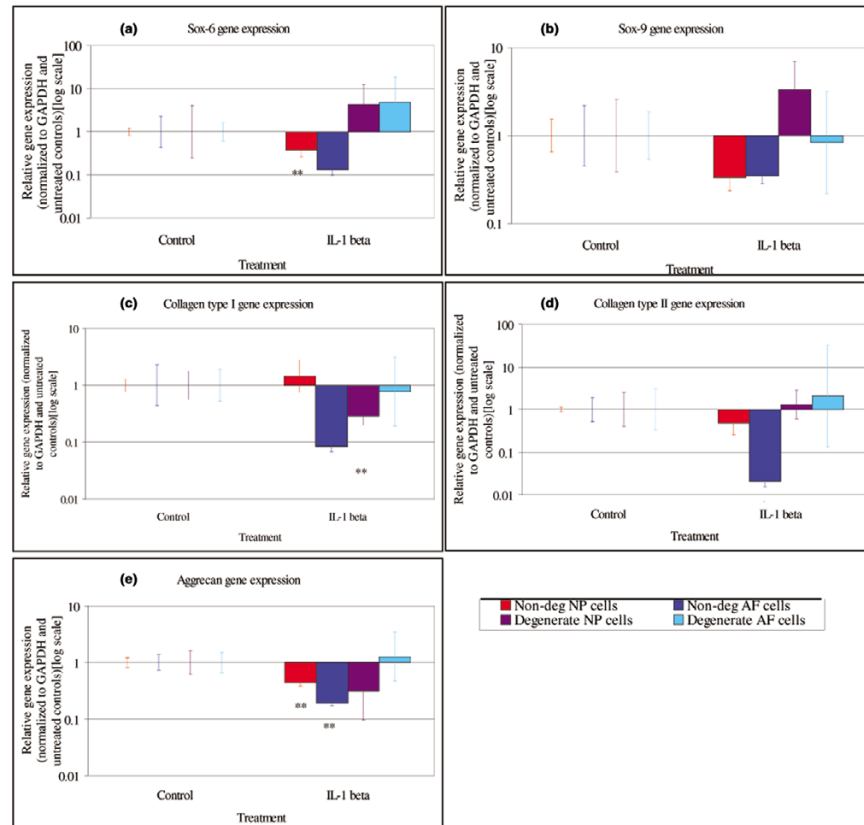 (a)
Sox-6 gene expression
Relative gene expression
(normalized to GAPDH and
untreated controls)[log scale]
100
10
1
0.1
0.01
**
Control
IL-1 beta
Treatment
(b)
Sox-9 gene expression
Relative gene expression
(normalized to GAPDH and
untreated controls)[log scale]
10
1
0.1
Control
IL-1 beta
Treatment
(c)
Collagen type I gene expression
Relative gene expression (normalized
to GAPDH and untreated
controls)[log scale]
10
1
0.1
0.01
**
Control
IL-1 beta
Treatment
(d)
Collagen type II gene expression
Relative gene expression (normalized
to GAPDH and untreated
controls)[log scale]
100
10
1
0.1
0.01
Control
IL-1 beta
Treatment
(e)
Aggrecan gene expression
Relative gene expression
(normalized to GAPDH and
untreated controls)[log scale]
10
1
0.1
0.01
**
**
Control
IL-1 beta
Treatment
Non-deg NP cells
Non-deg AF cells
Degenerate NP cells
Degenerate AF cells